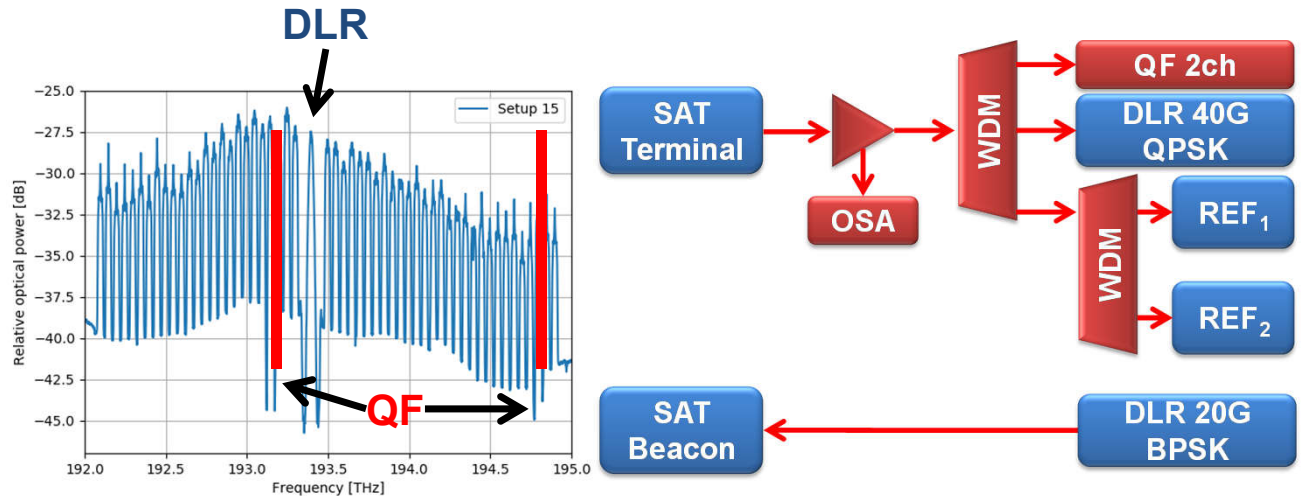 DLR
Setup 15
Relative optical power [dB]
−25.0
−27.5
−30.0
−32.5
−35.0
−37.5
−40.0
−42.5
−45.0
192.0 192.5 193.0 193.5 194.0 194.5 195.0
Frequency [THz]
QF
SAT
Terminal
OSA
WDM
QF 2ch
DLR 40G
QPSK
WDM
REF1
REF2
SAT
Beacon
DLR 20G
BPSK